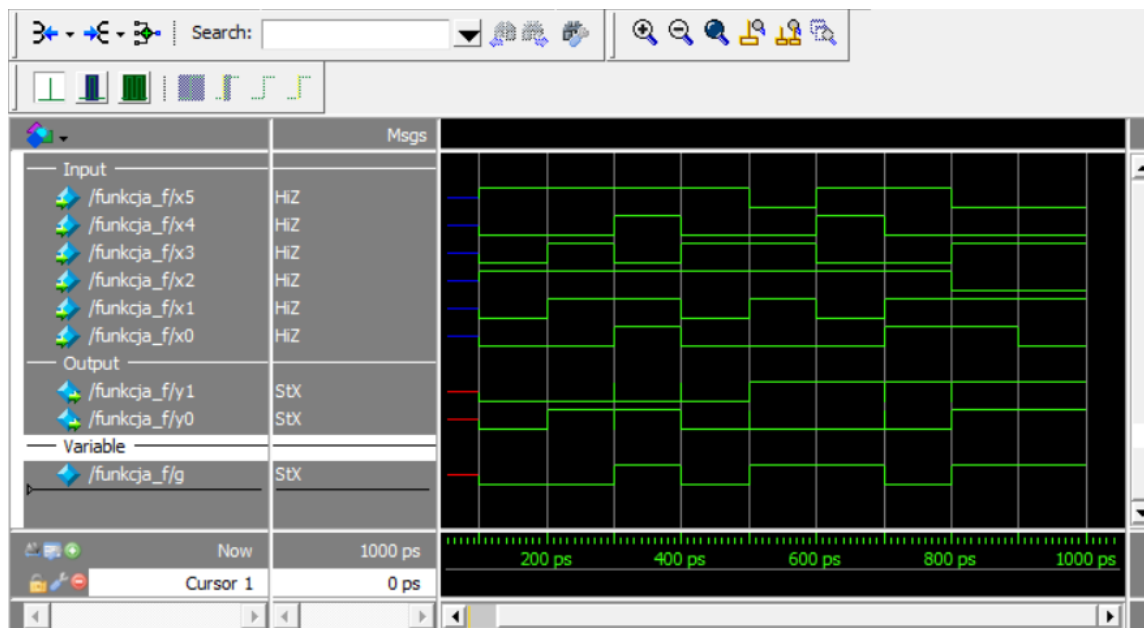 Search:
Msgs
Input
/funkcja_f/x5 HiZ
/funkcja_f/x4 HiZ
/funkcja_f/x3 HiZ
/funkcja_f/x2 HiZ
/funkcja_f/x1 HiZ
/funkcja_f/x0 HiZ
Output
/funkcja_f/y1 StX
/funkcja_f/y0 StX
Variable
/funkcja_f/g StX
Now 1000 ps 200 ps 400 ps 600 ps 800 ps 1000 ps
Cursor 1 0 ps